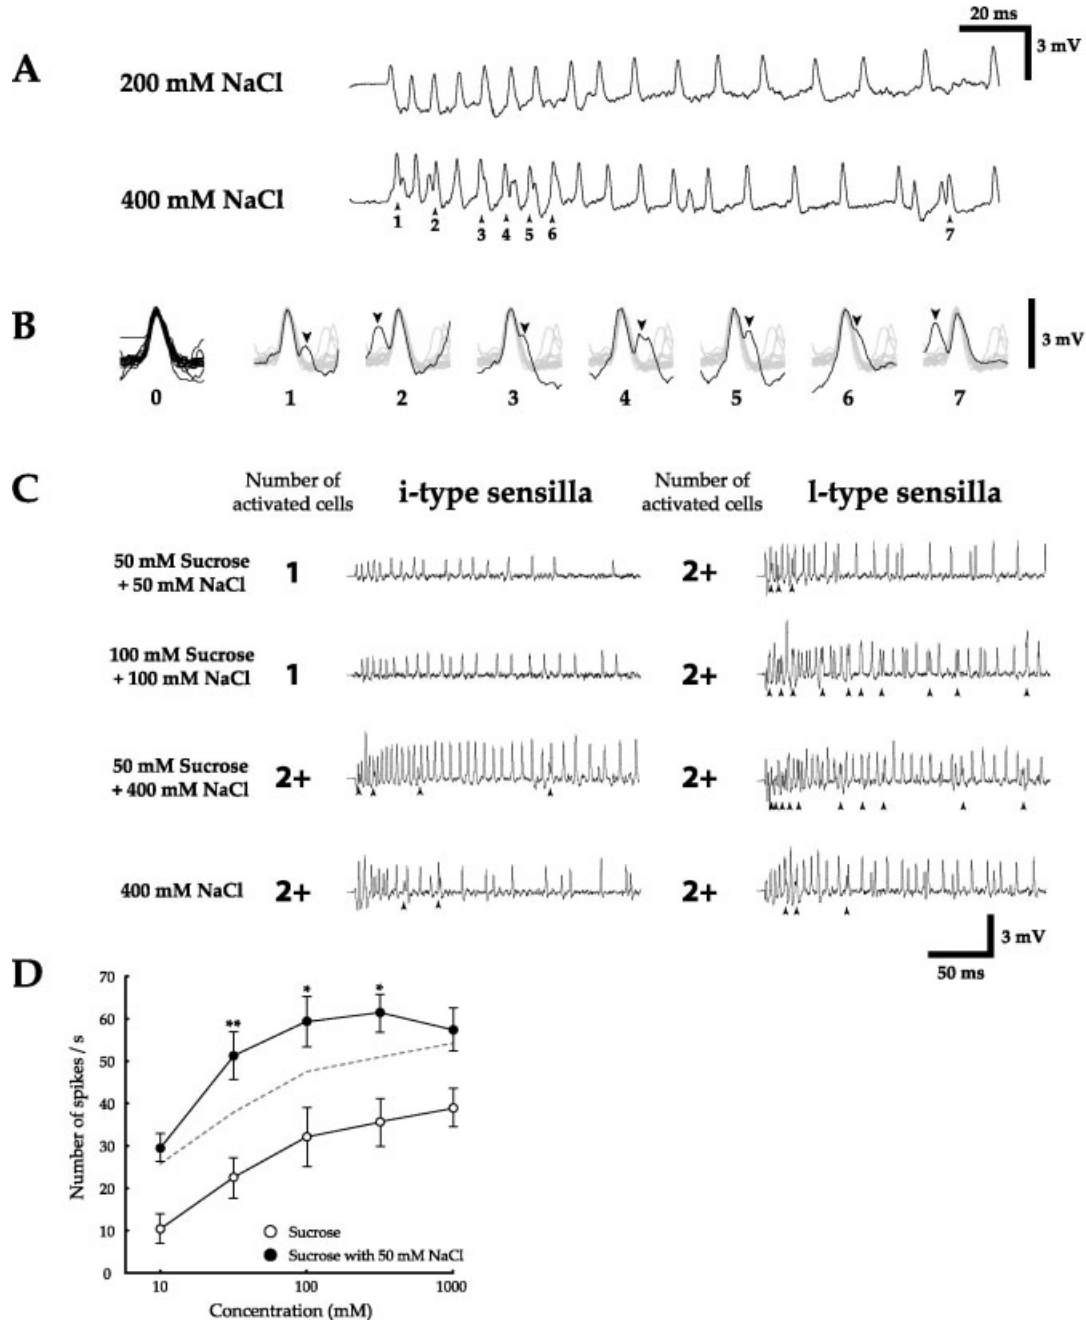 20 ms
3 mV
A
200 mM NaCl
400 mM NaCl
1 2 3 4 5 6 7
B
3 mV
0 1 2 3 4 5 6 7
C
Number of activated cells
i-type sensilla
Number of activated cells
l-type sensilla
50 mM Sucrose
+ 50 mM NaCl
1
2+
100 mM Sucrose
+ 100 mM NaCl
1
2+
50 mM Sucrose
+ 400 mM NaCl
2+
2+
400 mM NaCl
2+
2+
3 mV
50 ms
D
70
60
50
40
30
20
10
0
Number of spikes / s
**
*
*
Sucrose
Sucrose with 50 mM NaCl
10 100 1000
Concentration (mM)